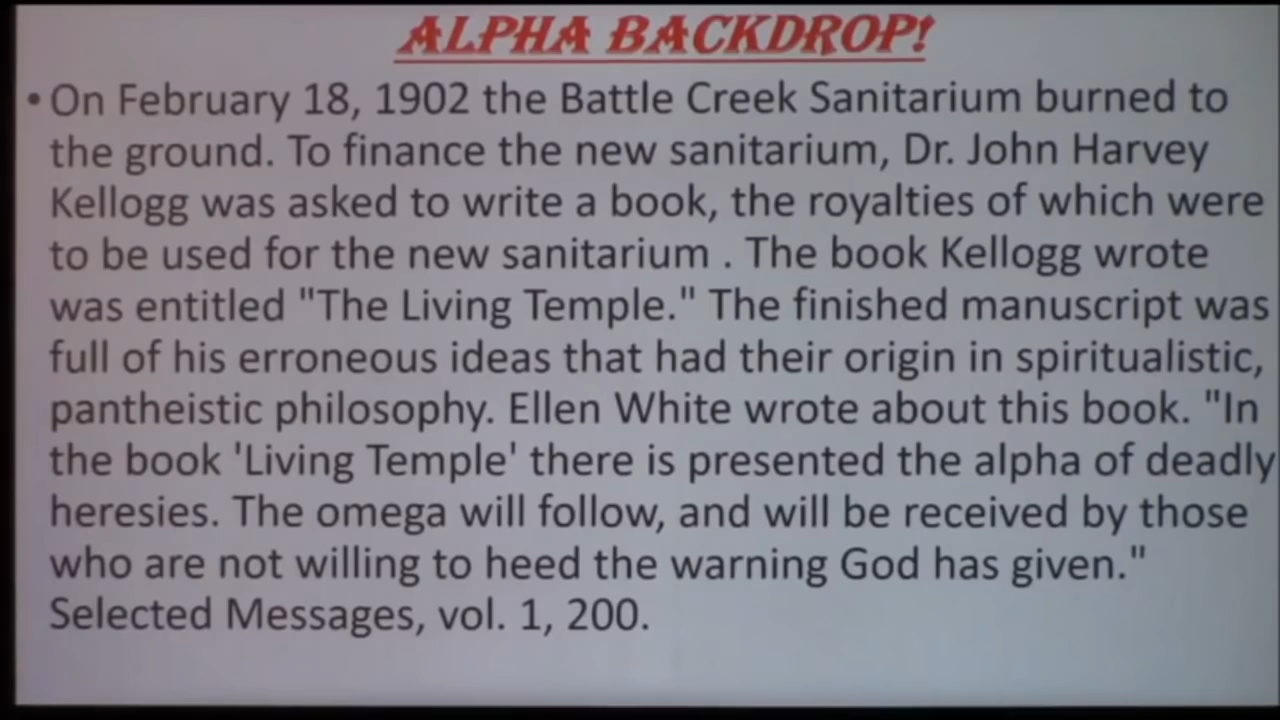 ALPHA BACKDROP!
• On February 18, 1902 the Battle Creek Sanitarium burned to
the ground. To finance the new sanitarium, Dr. John Harvey
Kellogg was asked to write a book, the royalties of which were
to be used for the new sanitarium . The book Kellogg wrote
was entitled "The Living Temple." The finished manuscript was
full of his erroneous ideas that had their origin in spiritualistic,
pantheistic philosophy. Ellen White wrote about this book. "In
the book 'Living Temple' there is presented the alpha of deadly
heresies. The omega will follow, and will be received by those
who are not willing to heed the warning God has given."
Selected Messages, vol. 1, 200.